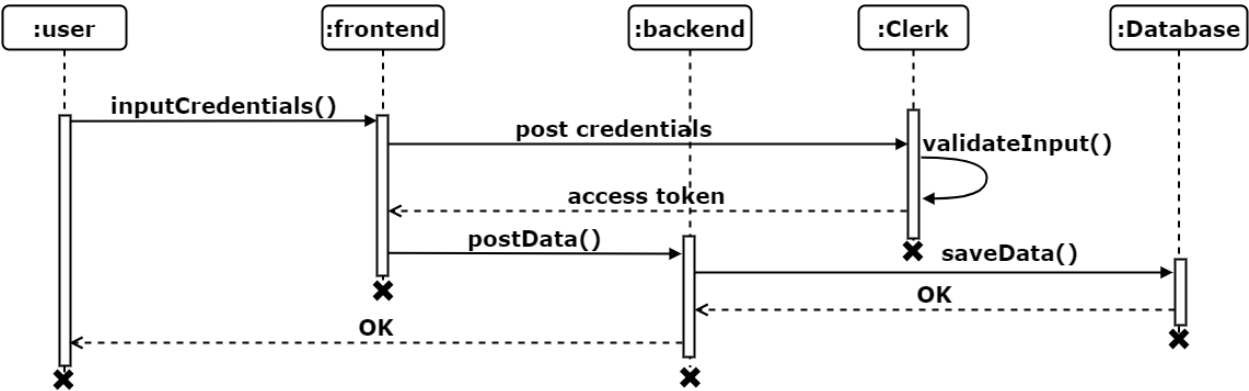 :user
:frontend
:backend
:Clerk
:Database
inputCredentials()
post credentials
validateInput()
access token
postData()
saveData()
OK
OK